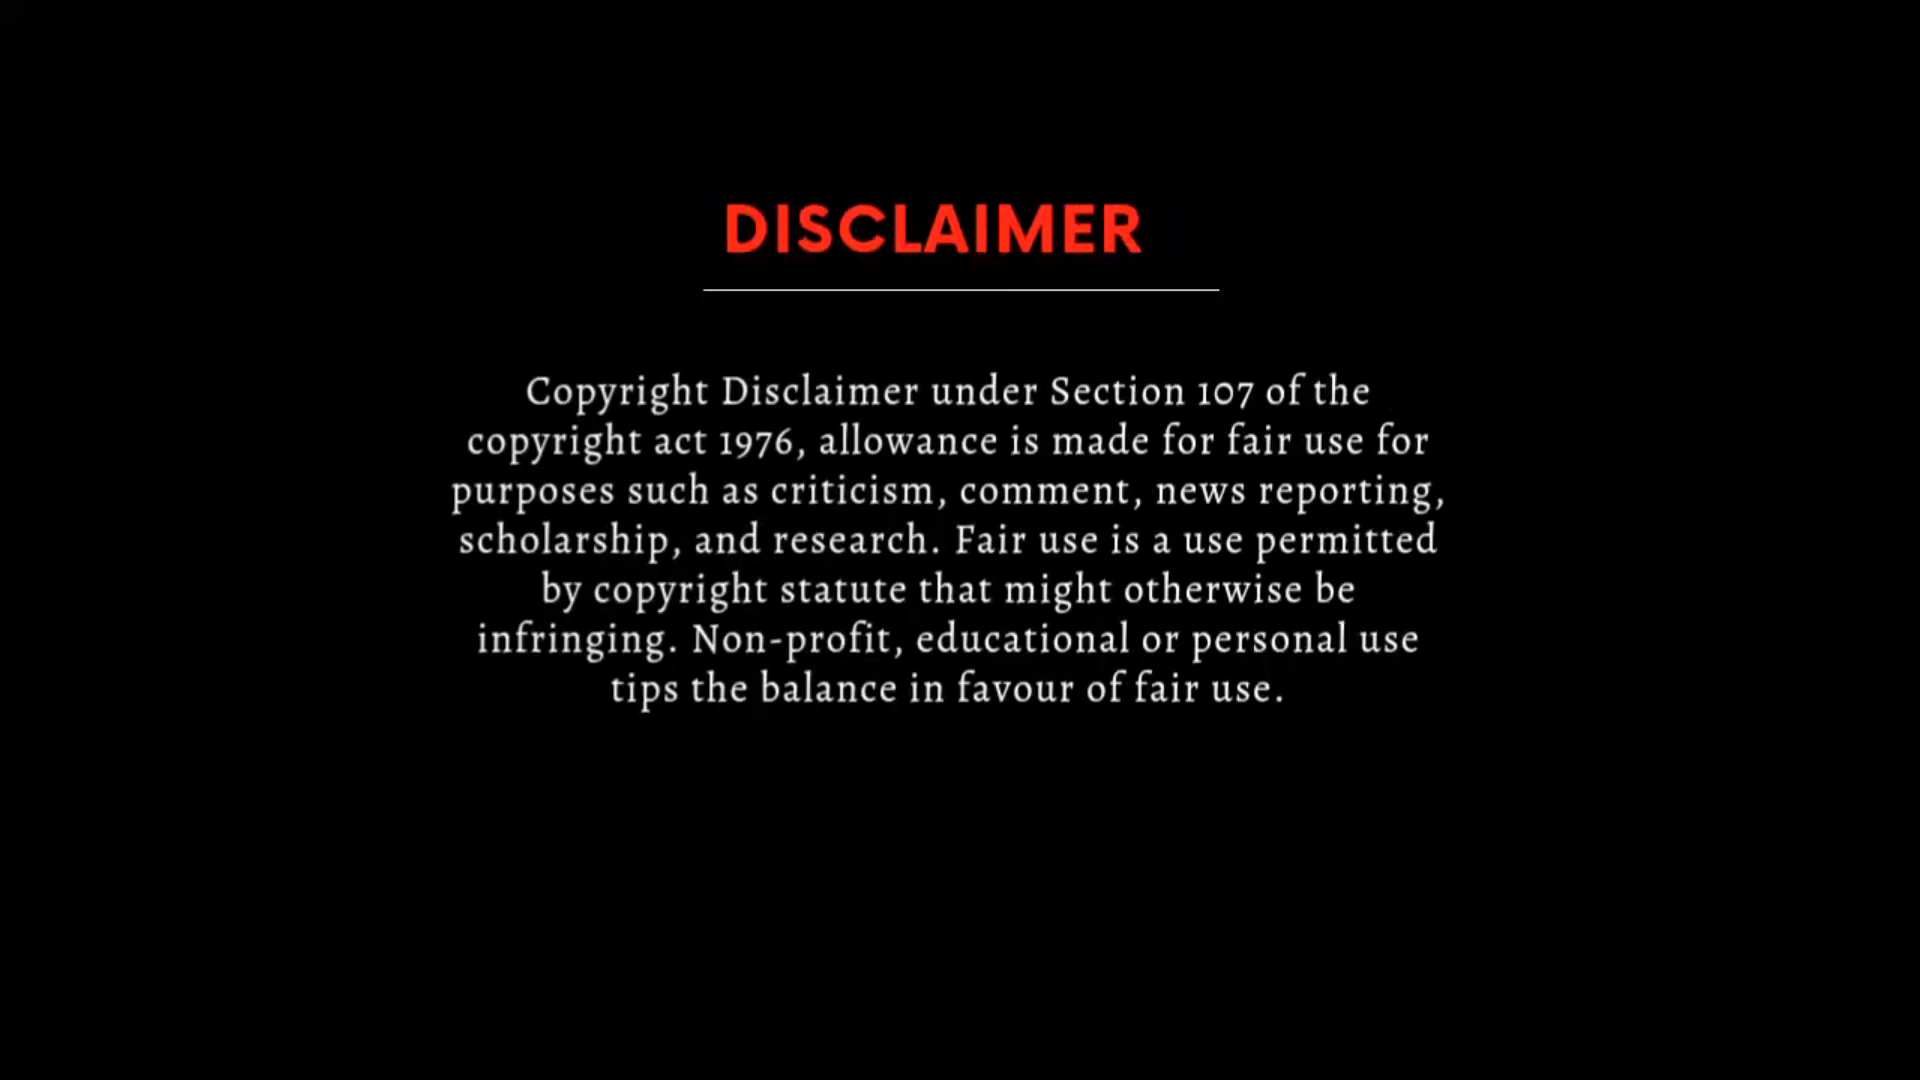 DISCLAIMER
Copyright Disclaimer under Section 107 of the
copyright act 1976, allowance is made for fair use for
purposes such as criticism, comment, news reporting,
scholarship, and research. Fair use is a use permitted
by copyright statute that might otherwise be
infringing. Non-profit, educational or personal use
tips the balance in favour of fair use.